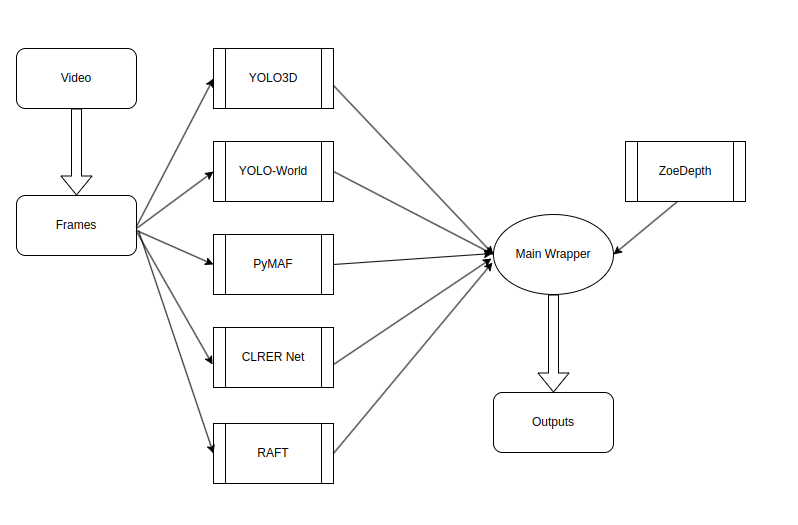 Video
Frames
YOLO3D
YOLO-World
PyMAF
CLRER Net
RAFT
Main Wrapper
ZoeDepth
Outputs